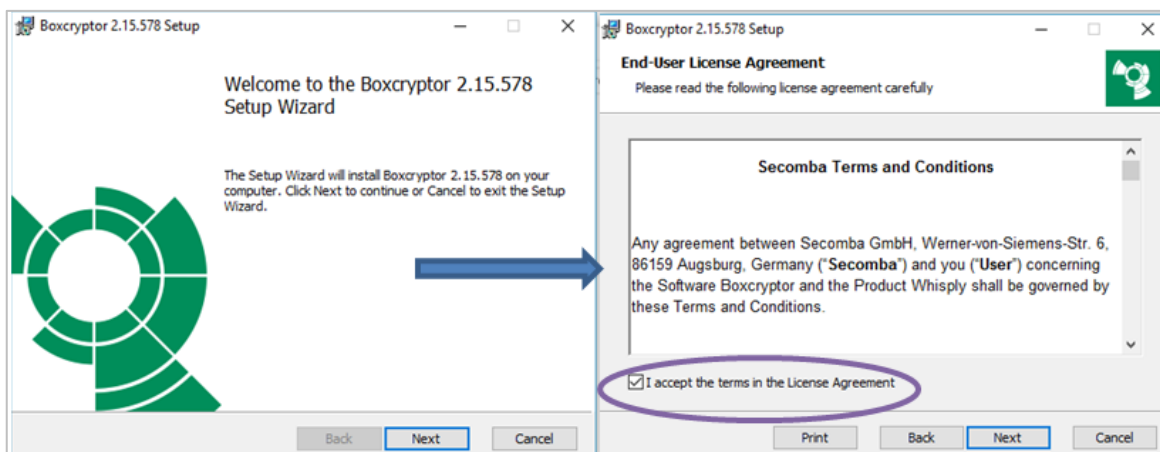 Boxcryptor 2.15.578 Setup
Welcome to the Boxcryptor 2.15.578
Setup Wizard
The Setup Wizard will install Boxcryptor 2.15.578 on your
computer. Click Next to continue or Cancel to exit the Setup
Wizard.
Back
Next
Cancel
Boxcryptor 2.15.578 Setup
End-User License Agreement
Please read the following license agreement carefully
Secomba Terms and Conditions
Any agreement between Secomba GmbH, Werner-von-Siemens-Str. 6,
86159 Augsburg, Germany (“Secomba”) and you (“User”) concerning
the Software Boxcryptor and the Product Whisply shall be governed by
these Terms and Conditions.
I accept the terms in the License Agreement
Print
Back
Next
Cancel